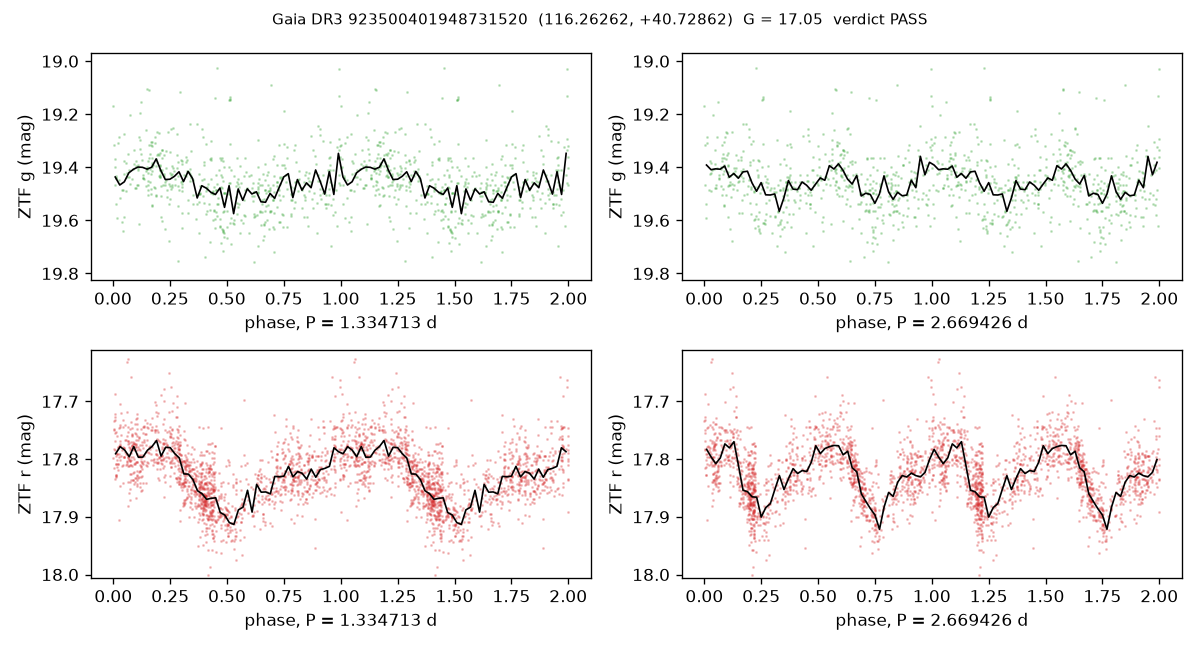 Gaia DR3 923500401948731520 (116.26262, +40.72862) G = 17.05 verdict PASS
ZTF g (mag)
19.0
19.2
19.4
19.6
19.8
0.00 0.25 0.50 0.75 1.00 1.25 1.50 1.75 2.00
phase, P = 1.334713 d
ZTF g (mag)
19.0
19.2
19.4
19.6
19.8
0.00 0.25 0.50 0.75 1.00 1.25 1.50 1.75 2.00
phase, P = 2.669426 d
ZTF r (mag)
17.7
17.8
17.9
18.0
0.00 0.25 0.50 0.75 1.00 1.25 1.50 1.75 2.00
phase, P = 1.334713 d
ZTF r (mag)
17.7
17.8
17.9
18.0
0.00 0.25 0.50 0.75 1.00 1.25 1.50 1.75 2.00
phase, P = 2.669426 d